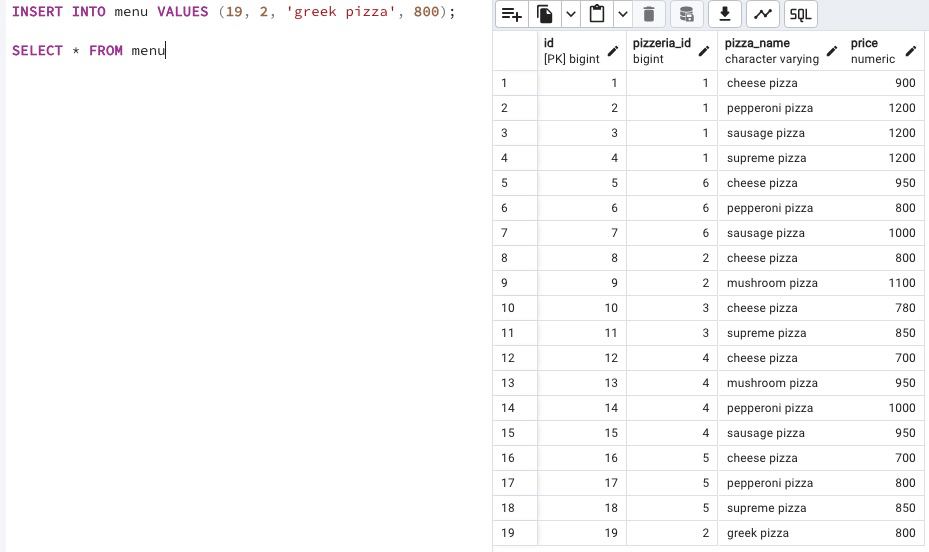 INSERT INTO menu VALUES (19, 2, 'greek pizza', 800);
SELECT * FROM menu
SQL
id pizzeria_id pizza_name price
[PK] bigint bigint character varying numeric
1 1 1 cheese pizza 900
2 2 1 pepperoni pizza 1200
3 3 1 sausage pizza 1200
4 4 1 supreme pizza 1200
5 5 6 cheese pizza 950
6 6 6 pepperoni pizza 800
7 7 6 sausage pizza 1000
8 8 2 cheese pizza 800
9 9 2 mushroom pizza 1100
10 10 3 cheese pizza 780
11 11 3 supreme pizza 850
12 12 4 cheese pizza 700
13 13 4 mushroom pizza 950
14 14 4 pepperoni pizza 1000
15 15 4 sausage pizza 950
16 16 5 cheese pizza 700
17 17 5 pepperoni pizza 800
18 18 5 supreme pizza 850
19 19 2 greek pizza 800